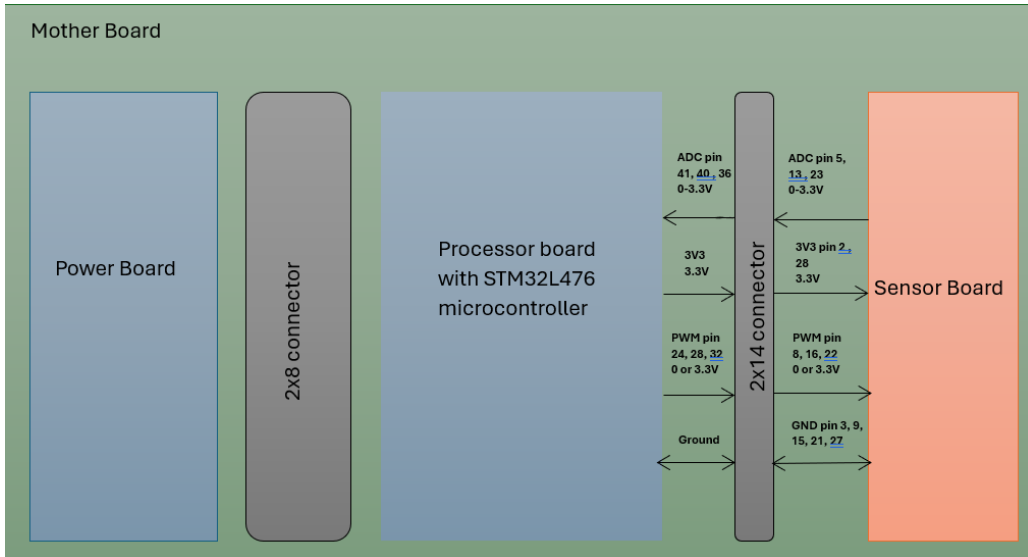 Mother Board
Power Board
2x8 connector
Processor board
with STM32L476
microcontroller
ADC pin
41, 40 , 36
0-3.3V
3V3
3.3V
PWM pin
24, 28, 32
0 or 3.3V
Ground
2x14 connector
ADC pin 5,
13 , 23
0-3.3V
3V3 pin 2 ,
28
3.3V
PWM pin
8, 16, 22
0 or 3.3V
GND pin 3, 9,
15, 21, 27
Sensor Board